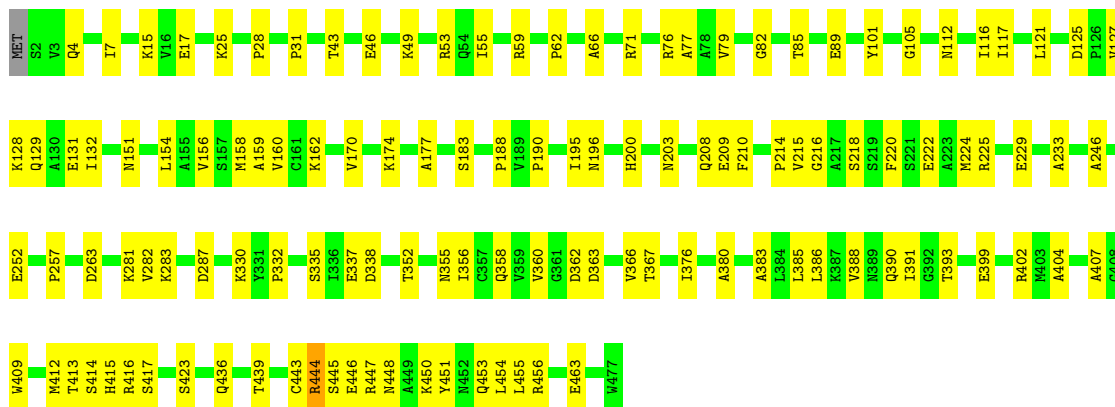 MET S2 V3 Q4 I7 K15 V16 E17 K25 P28 P31 T43 E46 K49 R53 Q54 I55 R59 P62 A66 R71 R76 A77 A78 V79 G82 T85 E89 Y101 G105 N112 I116 I117 L121 D125 P126 V127
K128 Q129 A130 E131 I132 N151 L154 A155 V156 S157 M158 A159 V160 C161 K162 V170 K174 A177 S183 P188 V189 P190 I195 N196 H200 N203 Q208 E209 F210 P214 V215 G216 A217 S218 S219 F220 S221 E222 A223 M224 R225 E229 A233 A246
E252 P257 D263 K281 V282 K283 D287 K330 Y331 P332 S335 I336 E337 D338 T352 N355 I356 C357 Q358 V359 V360 G361 D362 D363 V366 T367 I376 A380 A383 L384 L385 L386 K387 V388 N389 Q390 I391 G392 T393 E399 R402 M403 A404 A407
W409 M412 T413 S414 H415 R416 S417 S423 Q436 T439 C443 R444 S445 E446 R447 N448 A449 K450 Y451 N452 Q453 L454 L455 R456 E463 W477